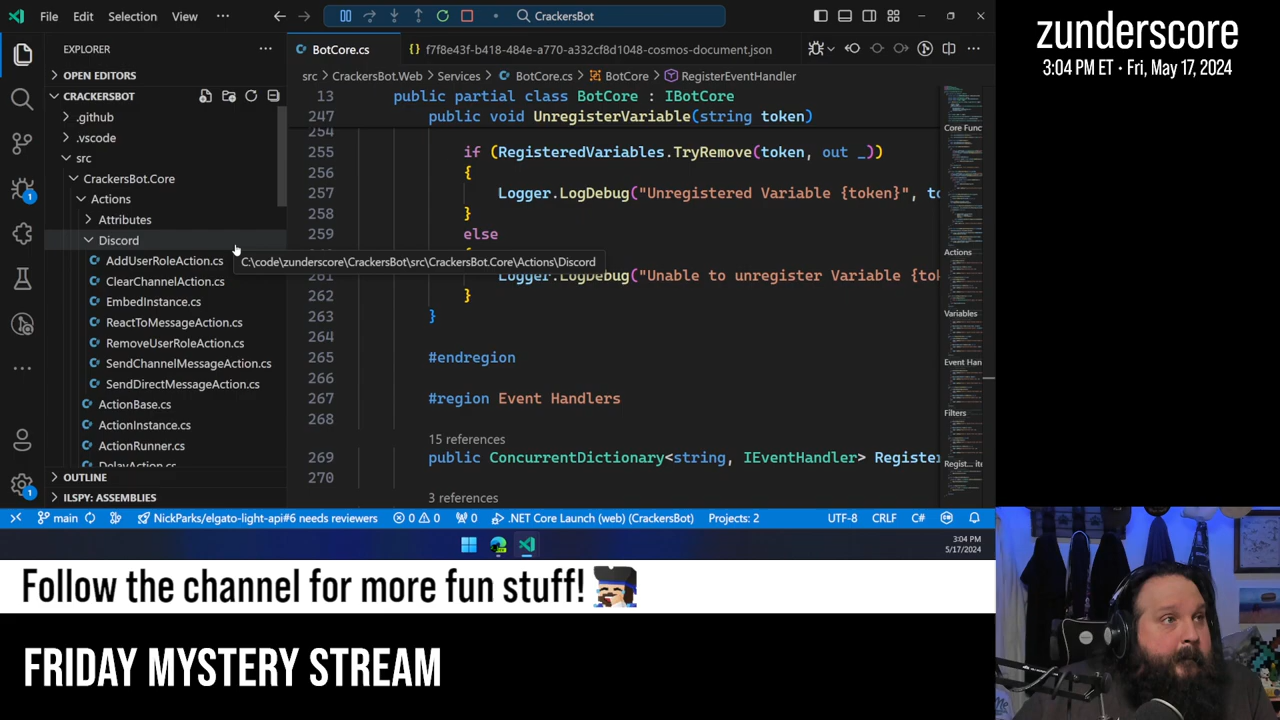 File Edit Selection View ··· CrackersBot
zunderscore
3:04 PM ET • Fri, May 17, 2024
EXPLORER
OPEN EDITORS
CRACKERSBOT
.github
.vscode
src
CrackersBot.Core
Actions
Attributes
Discord
AddUserRoleAction.cs
ClearChannelAction.cs
EmbedInstance.cs
ReactToMessageAction.cs
RemoveUserRoleAction.cs
SendChannelMessageAct
SendDirectMessageAction.cs
ActionBase.cs
ActionInstance.cs
ActionRunner.cs
DelayAction.cs
OUTLINE
ILSPY: ASSEMBLIES
C:\code\zunderscore\CrackersBot\src\CrackersBot.Core\Actions\Discord
BotCore.cs f7f8e43f-b418-484e-a770-a332cf8d1048-cosmos-document.json
src > CrackersBot.Web > Services > BotCore.cs > BotCore > RegisterEventHandler
13 public partial class BotCore : IBotCore
247 public void UnregisterVariable(string token)
254
255 if (RegisteredVariables.TryRemove(token, out _))
256 {
257 Logger.LogDebug("Unregistered Variable {token}", to
258 }
259 else
261 Logger.LogDebug("Unable to unregister Variable {tok
262 }
263 }
264
265 #endregion
266
267 #region Event Handlers
268
15 references
269 public ConcurrentDictionary<string, IEventHandler> Registe
270
3 references
Core Func
Actions
Variables
Event Han
Filters
Regist... ite
main NickParks/elgato-light-api#6 needs reviewers 0 0 0 .NET Core Launch (web) (CrackersBot) Projects: 2 UTF-8 CRLF C#
3:04 PM
5/17/2024
Follow the channel for more fun stuff!
FRIDAY MYSTERY STREAM